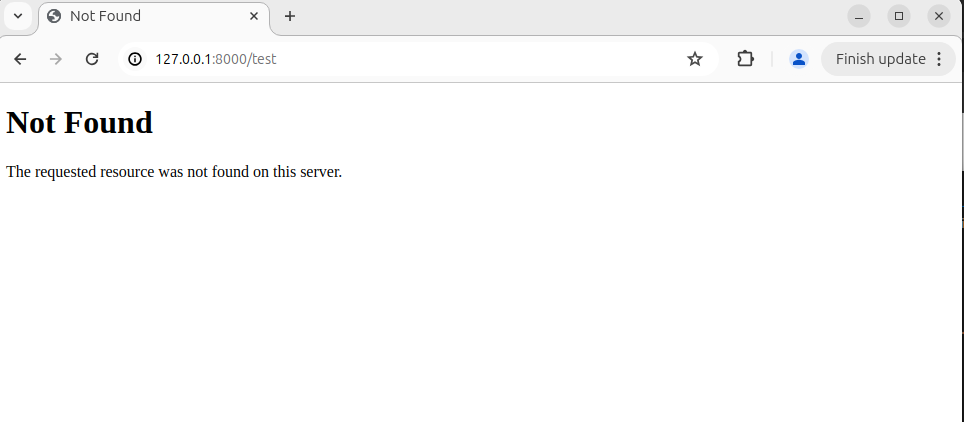 Not Found
127.0.0.1:8000/test
Finish update
Not Found
The requested resource was not found on this server.